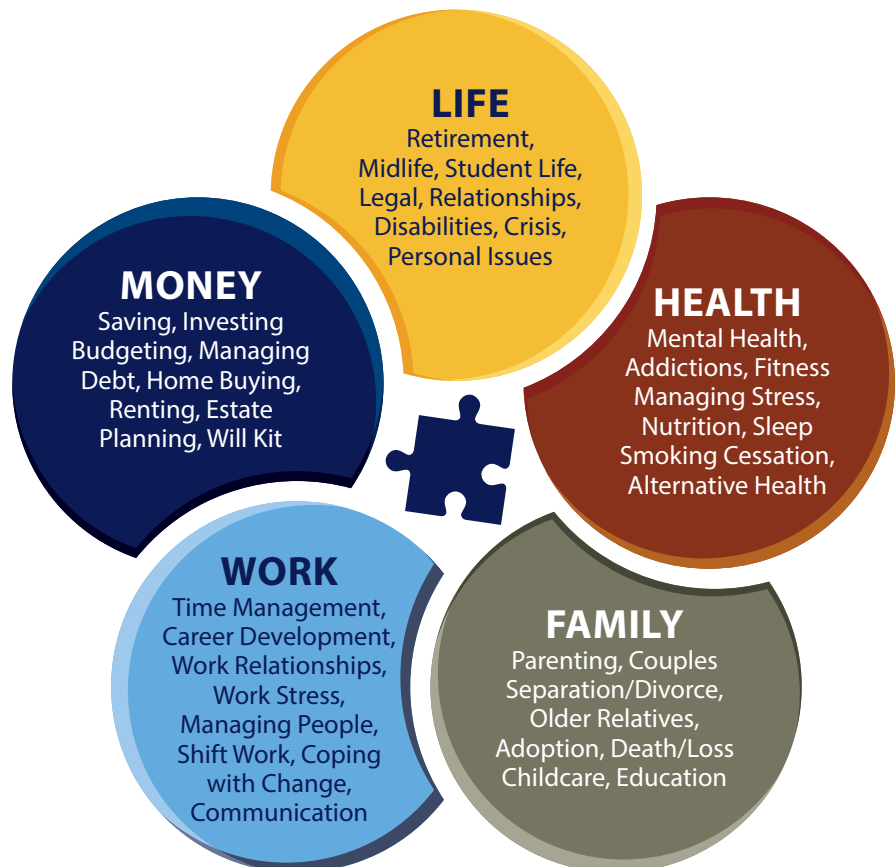 LIFE
Retirement,
Midlife, Student Life,
Legal, Relationships,
Disabilities, Crisis,
Personal Issues
MONEY
Saving, Investing
Budgeting, Managing
Debt, Home Buying,
Renting, Estate
Planning, Will Kit
HEALTH
Mental Health,
Addictions, Fitness
Managing Stress,
Nutrition, Sleep
Smoking Cessation,
Alternative Health
WORK
Time Management,
Career Development,
Work Relationships,
Work Stress,
Managing People,
Shift Work, Coping
with Change,
Communication
FAMILY
Parenting, Couples
Separation/Divorce,
Older Relatives,
Adoption, Death/Loss
Childcare, Education